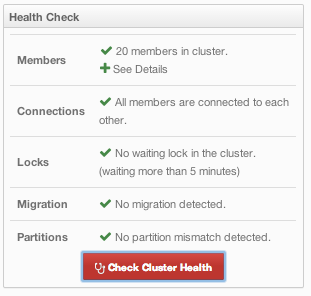 Health Check
Members
20 members in cluster.
See Details
Connections
All members are connected to each
other.
Locks
No waiting lock in the cluster.
(waiting more than 5 minutes)
Migration
No migration detected.
Partitions
No partition mismatch detected.
Check Cluster Health